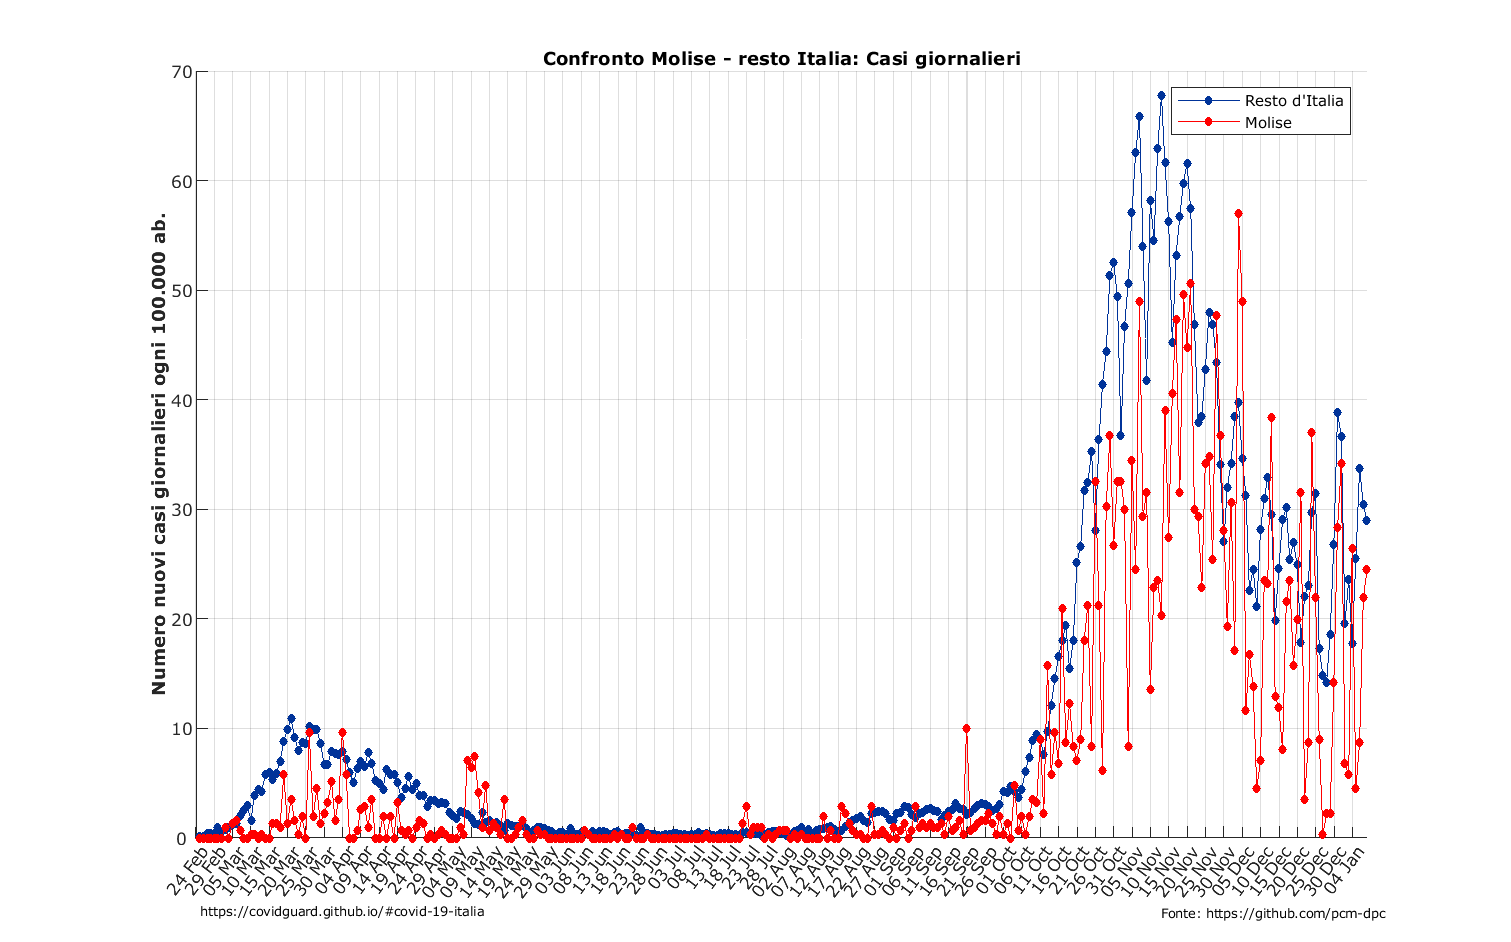 Confronto Molise - resto Italia: Casi giornalieri
Numero nuovi casi giornalieri ogni 100.000 ab.
70
60
50
40
30
20
10
0
Resto d'Italia
Molise
24 Feb
29 Feb
05 Mar
10 Mar
15 Mar
20 Mar
25 Mar
30 Mar
04 Apr
09 Apr
14 Apr
19 Apr
24 Apr
29 Apr
04 May
09 May
14 May
19 May
24 May
29 May
03 Jun
08 Jun
13 Jun
18 Jun
23 Jun
28 Jun
03 Jul
08 Jul
13 Jul
18 Jul
23 Jul
28 Jul
02 Aug
07 Aug
12 Aug
17 Aug
22 Aug
27 Aug
01 Sep
06 Sep
11 Sep
16 Sep
21 Sep
26 Sep
01 Oct
06 Oct
11 Oct
16 Oct
21 Oct
26 Oct
31 Oct
05 Nov
10 Nov
15 Nov
20 Nov
25 Nov
30 Nov
05 Dec
10 Dec
15 Dec
20 Dec
25 Dec
30 Dec
04 Jan
https://covidguard.github.io/#covid-19-italia
Fonte: https://github.com/pcm-dpc